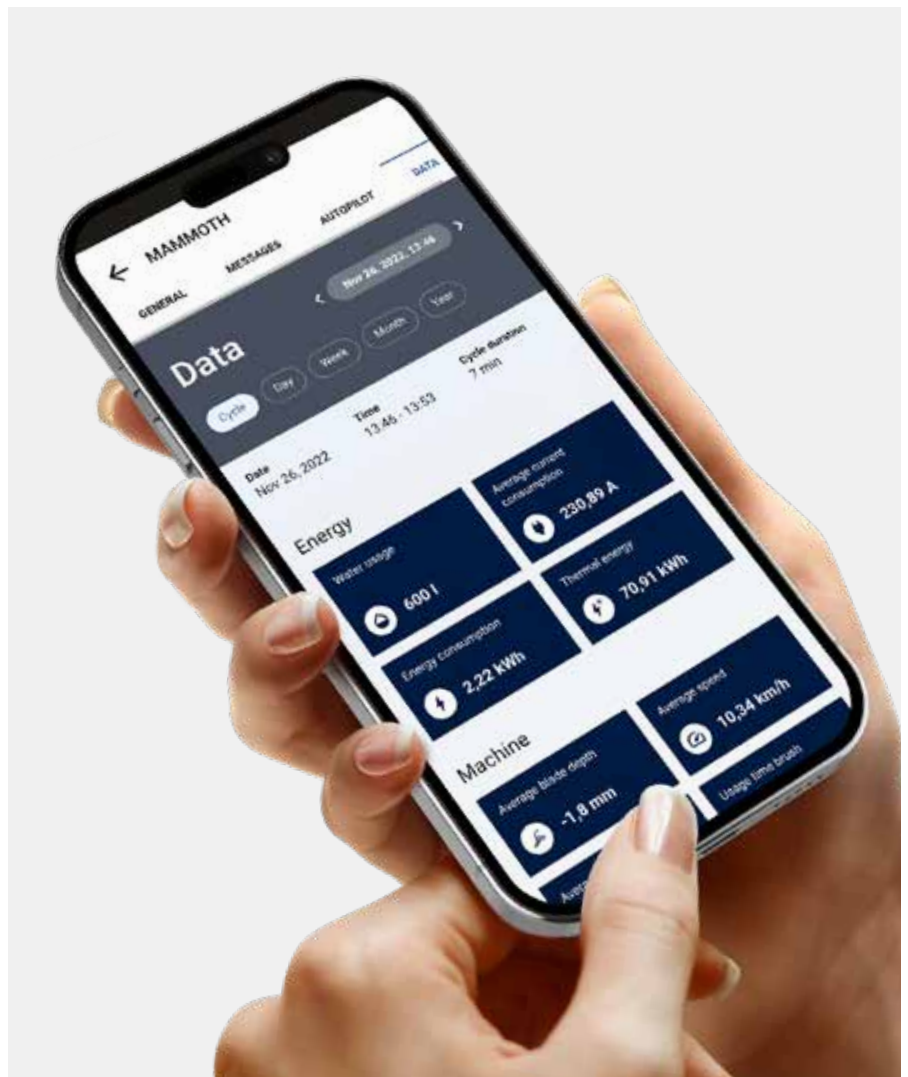 ← MAMMOTH
GENERAL MESSAGES AUTOPILOT DATA
Data
< Nov 26, 2022, 13:46 >
Cycle Day Week Month Year
Date Time Cycle duration
Nov 26, 2022 13:46 - 13:53 7 min
Energy
Water usage
600 l
Average current
consumption
230,89 A
Energy consumption
2,22 kWh
Thermal energy
70,91 kWh
Machine
Average blade depth
-1,8 mm
Average speed
10,34 km/h
Usage time brush